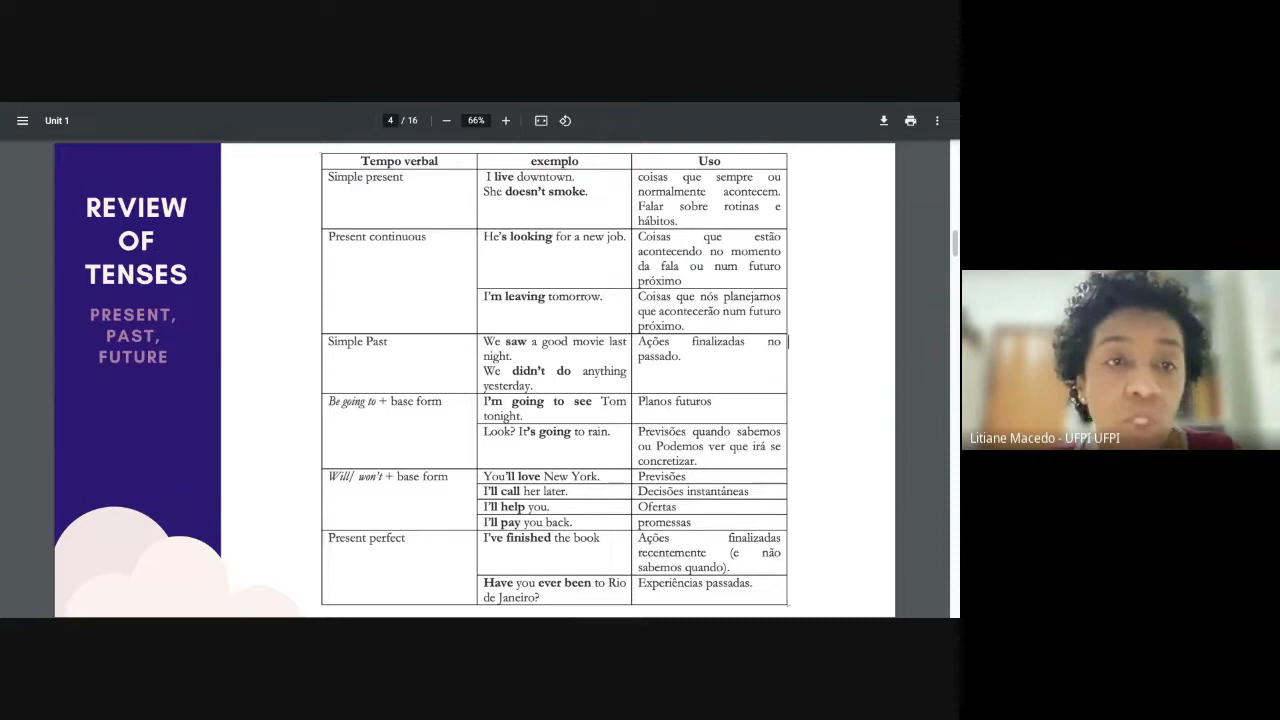 Unit 1
4 / 16
66%
REVIEW
OF
TENSES
PRESENT,
PAST,
FUTURE
Tempo verbal
exemplo
Uso
Simple present
I live downtown.
She doesn't smoke.
coisas que sempre ou
normalmente acontecem.
Falar sobre rotinas e
hábitos.
Present continuous
He's looking for a new job.
Coisas que estão
acontecendo no momento
da fala ou num futuro
próximo
I'm leaving tomorrow.
Coisas que nós planejamos
que acontecerão num futuro
próximo.
Simple Past
We saw a good movie last
night.
We didn't do anything
yesterday.
Ações finalizadas no
passado.
Be going to + base form
I'm going to see Tom
tonight.
Planos futuros
Look? It's going to rain.
Previsões quando sabemos
ou Podemos ver que irá se
concretizar.
Will/ won't + base form
You'll love New York.
Previsões
I'll call her later.
Decisões instantâneas
I'll help you.
Ofertas
I'll pay you back.
promessas
Present perfect
I've finished the book
Ações finalizadas
recentemente (e não
sabemos quando).
Have you ever been to Rio
de Janeiro?
Experiências passadas.
Litiane Macedo - UFPI UFPI